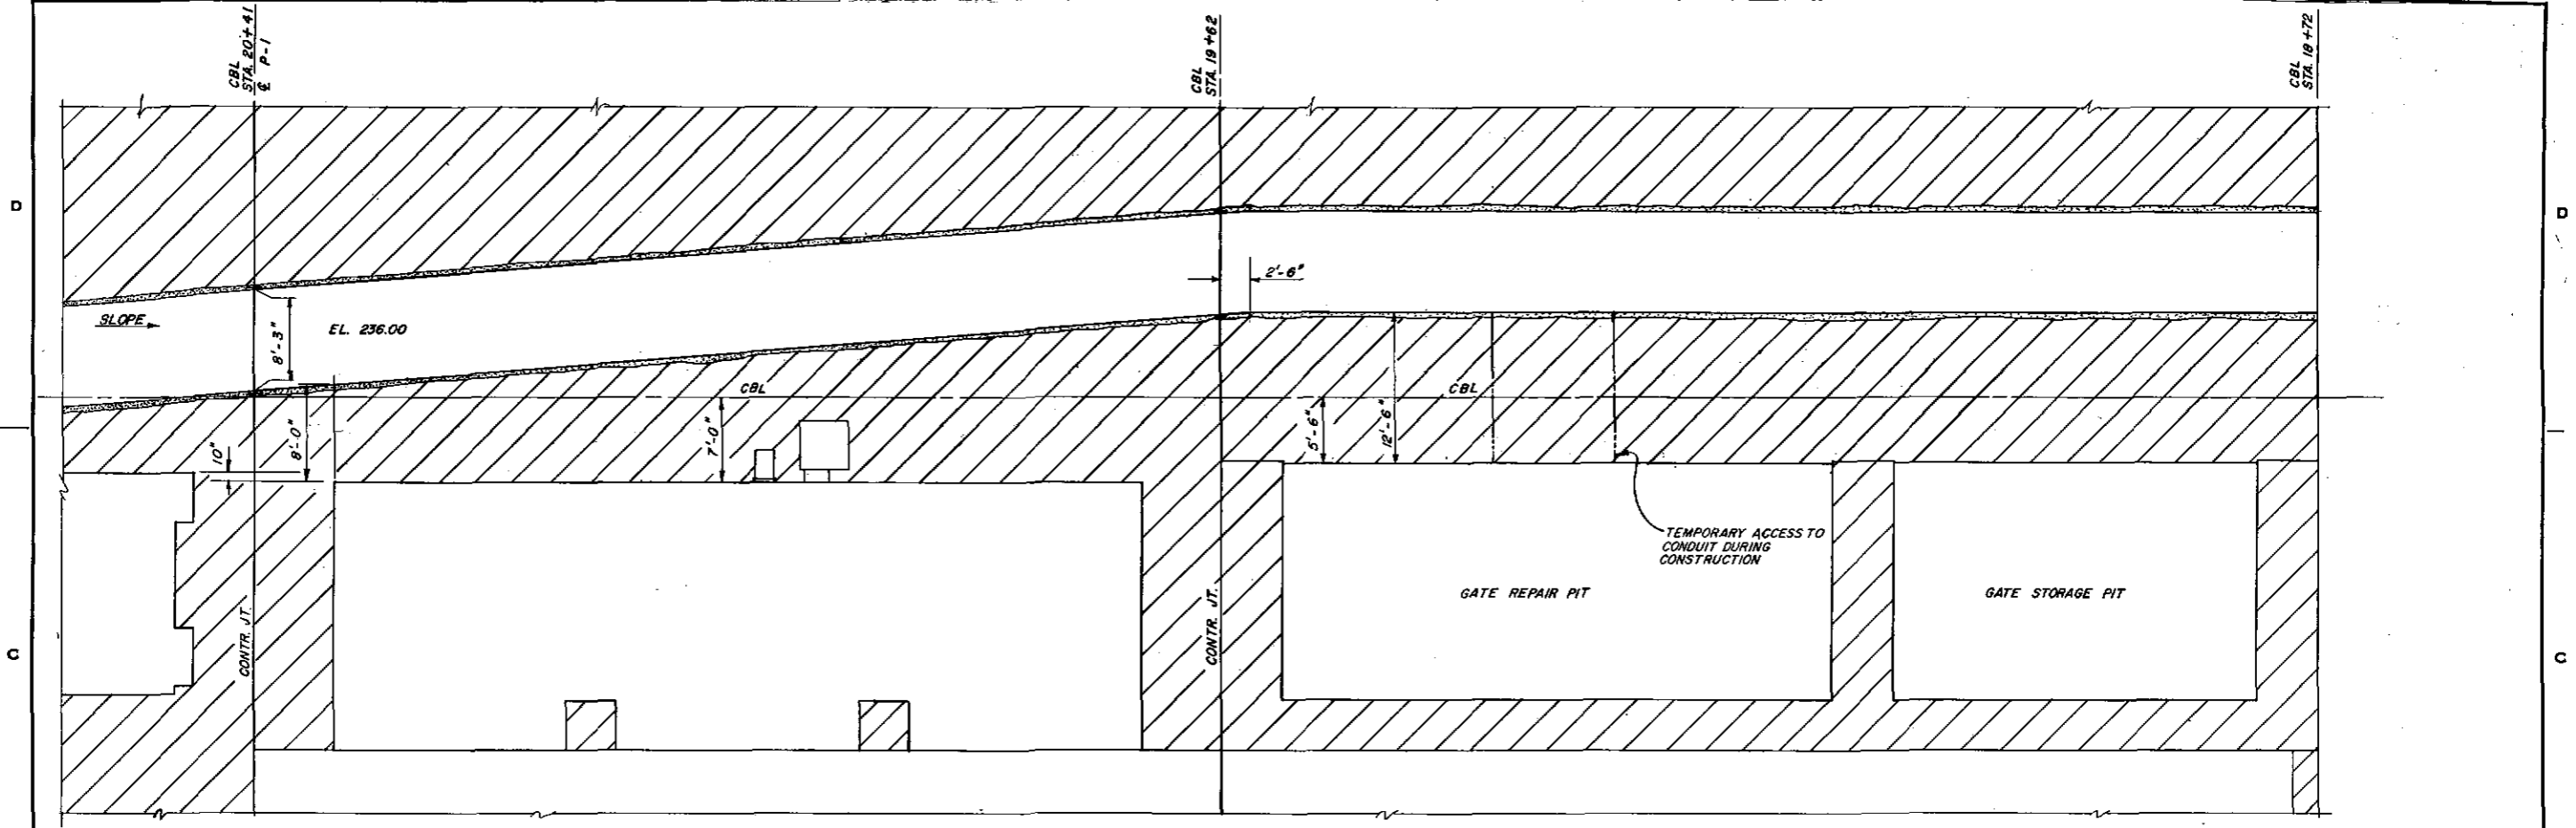 CBL
STA. 20+41
℄ P-1
CBL
STA. 19+62
CBL
STA. 18+72
D
D
2'-6"
SLOPE
8'-3"
EL. 236.00
CBL
CBL
10"
8'-0"
7'-0"
5'-6"
12'-6"
TEMPORARY ACCESS TO
CONDUIT DURING
CONSTRUCTION
GATE REPAIR PIT
GATE STORAGE PIT
CONTR. JT.
CONTR. JT.
C
C